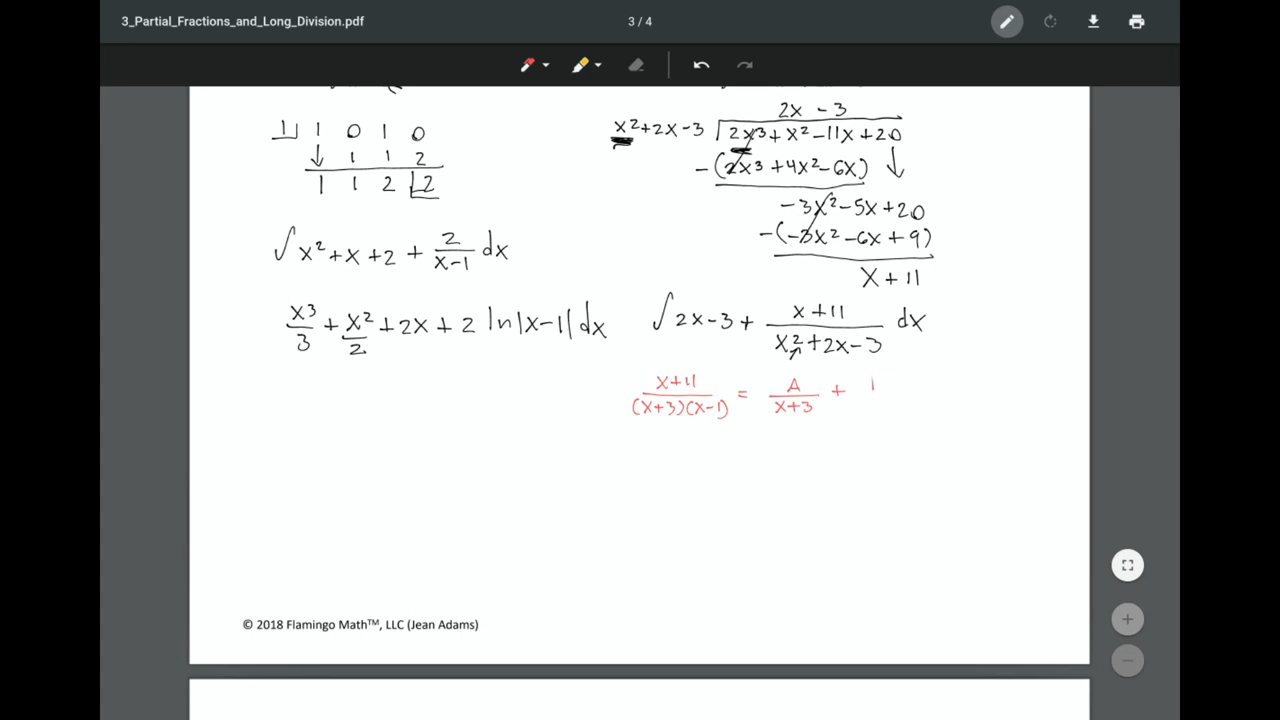 3_Partial_Fractions_and_Long_Division.pdf
3 / 4
1| 1 0 1 0
↓ 1 1 2
1 1 2 |2
∫ x² + x + 2 + 2/(x-1) dx
x³/3 + x²/2 + 2x + 2 ln|x-1| dx
2x - 3
x²+2x-3 | 2x³ + x² - 11x + 20
-(2x³ + 4x² - 6x) ↓
-3x² - 5x + 20
-(-3x² - 6x + 9)
x + 11
∫ 2x - 3 + (x+11)/(x²+2x-3) dx
(x+11)/((x+3)(x-1)) = A/(x+3) +
© 2018 Flamingo Math™, LLC (Jean Adams)